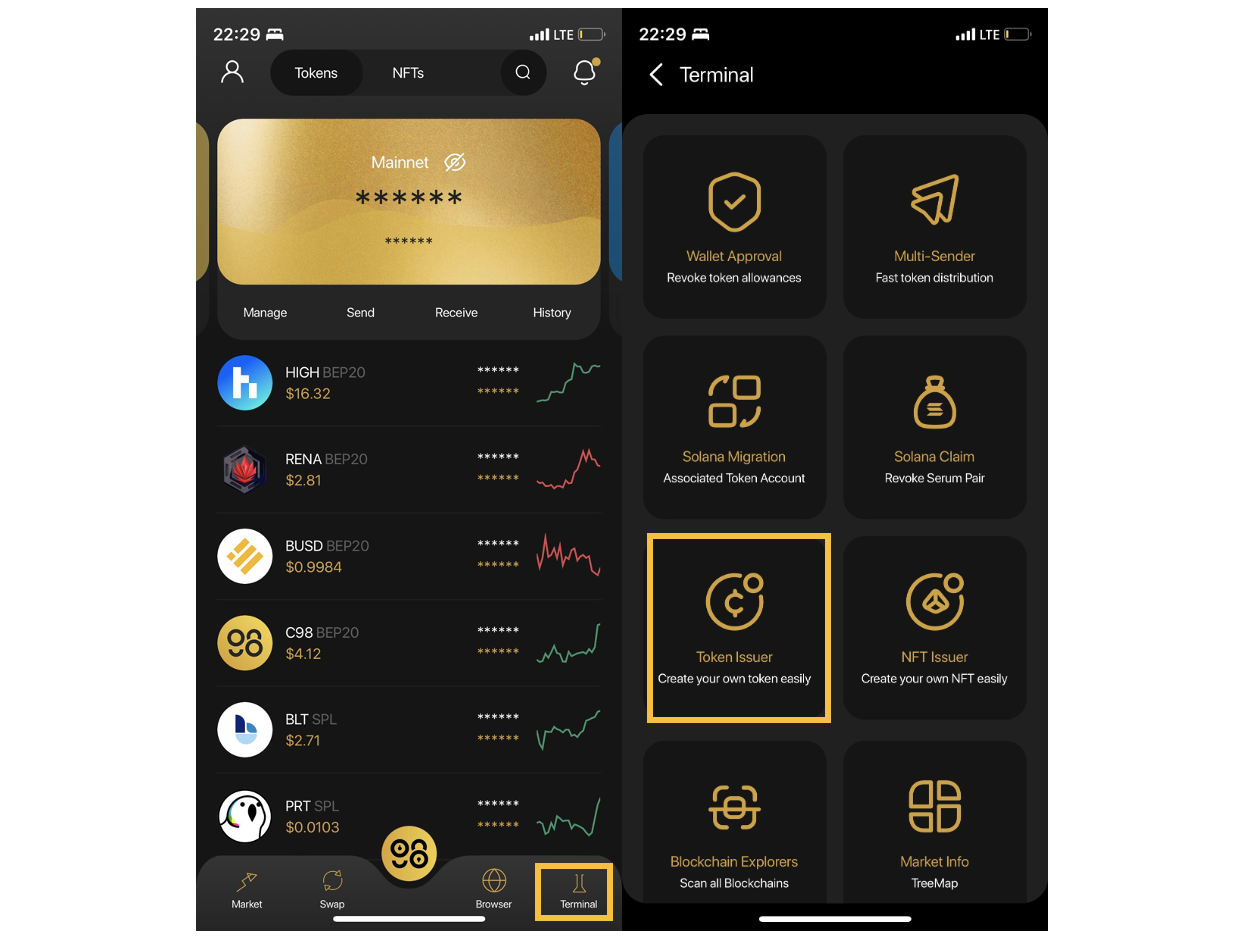 22:29
LTE
Tokens
NFTs
Mainnet
******
******
Manage
Send
Receive
History
HIGH BEP20
******
$16.32
******
RENA BEP20
******
$2.81
******
BUSD BEP20
******
$0.9984
******
C98 BEP20
******
$4.12
******
BLT SPL
******
$2.71
******
PRT SPL
******
$0.0103
******
Market
Swap
Browser
Terminal
22:29
LTE
Terminal
Wallet Approval
Revoke token allowances
Multi-Sender
Fast token distribution
Solana Migration
Associated Token Account
Solana Claim
Revoke Serum Pair
Token Issuer
Create your own token easily
NFT Issuer
Create your own NFT easily
Blockchain Explorers
Scan all Blockchains
Market Info
TreeMap